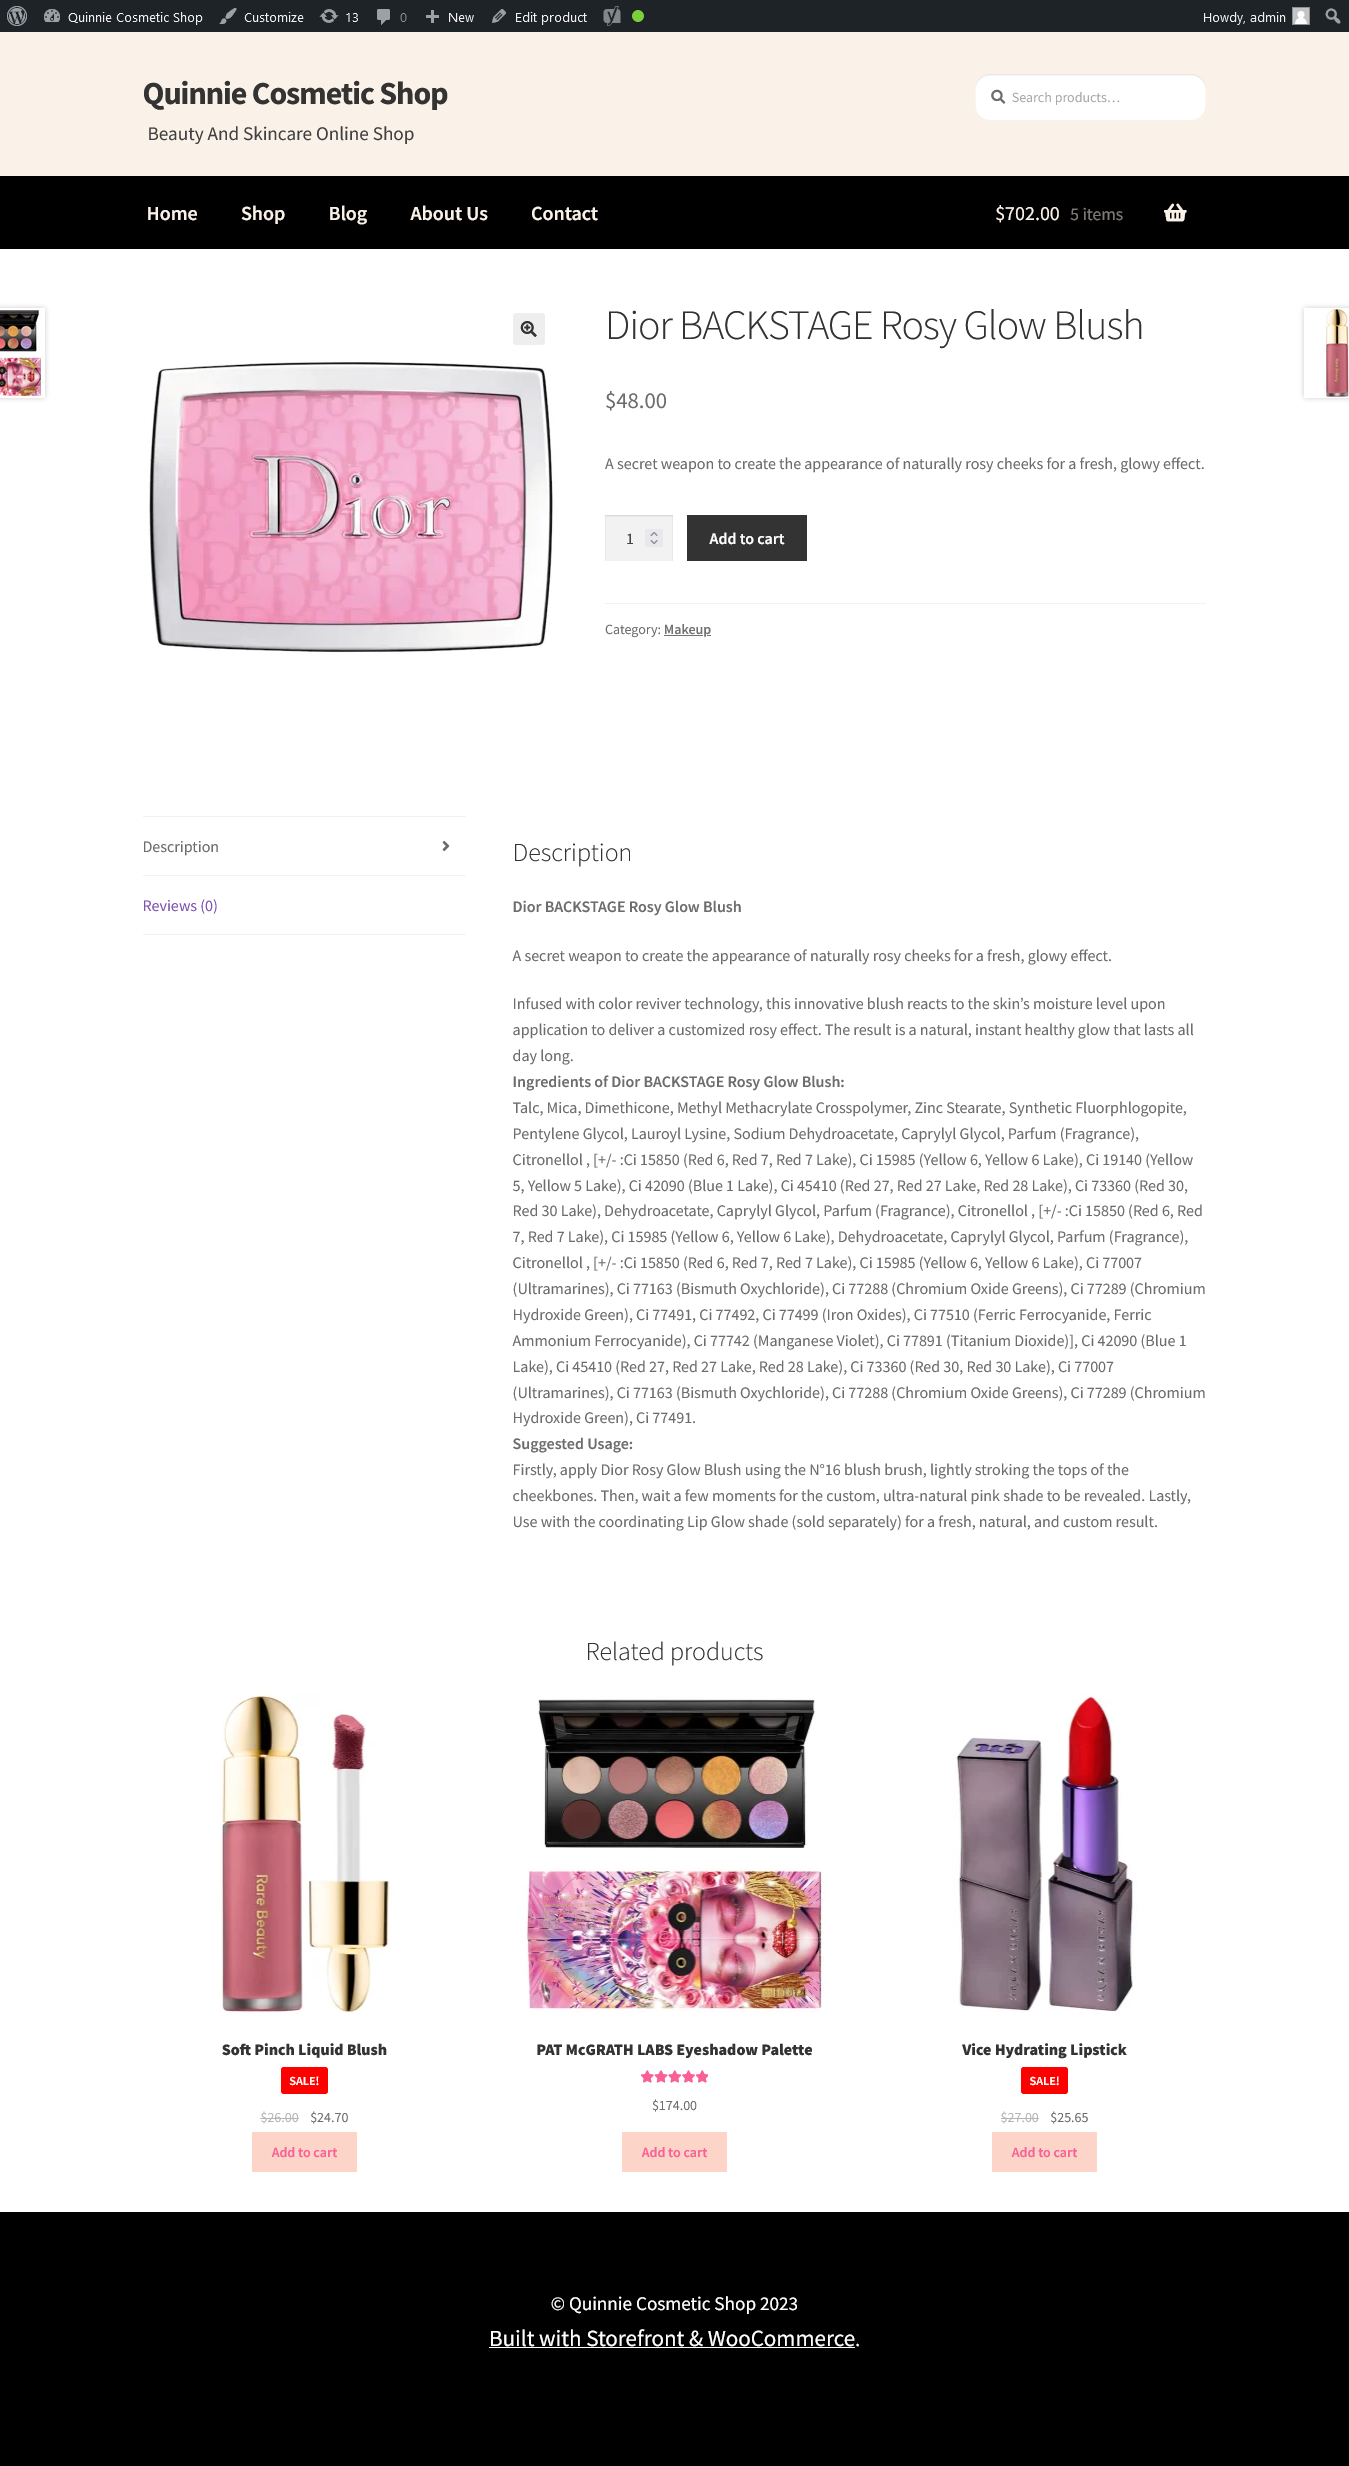 Quinnie Cosmetic Shop Customize 13 0 New Edit product Howdy, admin
Quinnie Cosmetic Shop
Beauty And Skincare Online Shop
Search products…
Home Shop Blog About Us Contact $702.00 5 items
Dior BACKSTAGE Rosy Glow Blush
$48.00
A secret weapon to create the appearance of naturally rosy cheeks for a fresh, glowy effect.
1 Add to cart
Category: Makeup
Dior
Description
Reviews (0)
Description
Dior BACKSTAGE Rosy Glow Blush
A secret weapon to create the appearance of naturally rosy cheeks for a fresh, glowy effect.
Infused with color reviver technology, this innovative blush reacts to the skin’s moisture level upon
application to deliver a customized rosy effect. The result is a natural, instant healthy glow that lasts all
day long.
Ingredients of Dior BACKSTAGE Rosy Glow Blush:
Talc, Mica, Dimethicone, Methyl Methacrylate Crosspolymer, Zinc Stearate, Synthetic Fluorphlogopite,
Pentylene Glycol, Lauroyl Lysine, Sodium Dehydroacetate, Caprylyl Glycol, Parfum (Fragrance),
Citronellol , [+/- :Ci 15850 (Red 6, Red 7, Red 7 Lake), Ci 15985 (Yellow 6, Yellow 6 Lake), Ci 19140 (Yellow
5, Yellow 5 Lake), Ci 42090 (Blue 1 Lake), Ci 45410 (Red 27, Red 27 Lake, Red 28 Lake), Ci 73360 (Red 30,
Red 30 Lake), Dehydroacetate, Caprylyl Glycol, Parfum (Fragrance), Citronellol , [+/- :Ci 15850 (Red 6, Red
7, Red 7 Lake), Ci 15985 (Yellow 6, Yellow 6 Lake), Dehydroacetate, Caprylyl Glycol, Parfum (Fragrance),
Citronellol , [+/- :Ci 15850 (Red 6, Red 7, Red 7 Lake), Ci 15985 (Yellow 6, Yellow 6 Lake), Ci 77007
(Ultramarines), Ci 77163 (Bismuth Oxychloride), Ci 77288 (Chromium Oxide Greens), Ci 77289 (Chromium
Hydroxide Green), Ci 77491, Ci 77492, Ci 77499 (Iron Oxides), Ci 77510 (Ferric Ferrocyanide, Ferric
Ammonium Ferrocyanide), Ci 77742 (Manganese Violet), Ci 77891 (Titanium Dioxide)], Ci 42090 (Blue 1
Lake), Ci 45410 (Red 27, Red 27 Lake, Red 28 Lake), Ci 73360 (Red 30, Red 30 Lake), Ci 77007
(Ultramarines), Ci 77163 (Bismuth Oxychloride), Ci 77288 (Chromium Oxide Greens), Ci 77289 (Chromium
Hydroxide Green), Ci 77491.
Suggested Usage:
Firstly, apply Dior Rosy Glow Blush using the N°16 blush brush, lightly stroking the tops of the
cheekbones. Then, wait a few moments for the custom, ultra-natural pink shade to be revealed. Lastly,
Use with the coordinating Lip Glow shade (sold separately) for a fresh, natural, and custom result.
Related products
Rare Beauty
Soft Pinch Liquid Blush
SALE!
$26.00 $24.70
Add to cart
PAT McGRATH LABS Eyeshadow Palette
$174.00
Add to cart
Vice Hydrating Lipstick
SALE!
$27.00 $25.65
Add to cart
© Quinnie Cosmetic Shop 2023
Built with Storefront & WooCommerce.